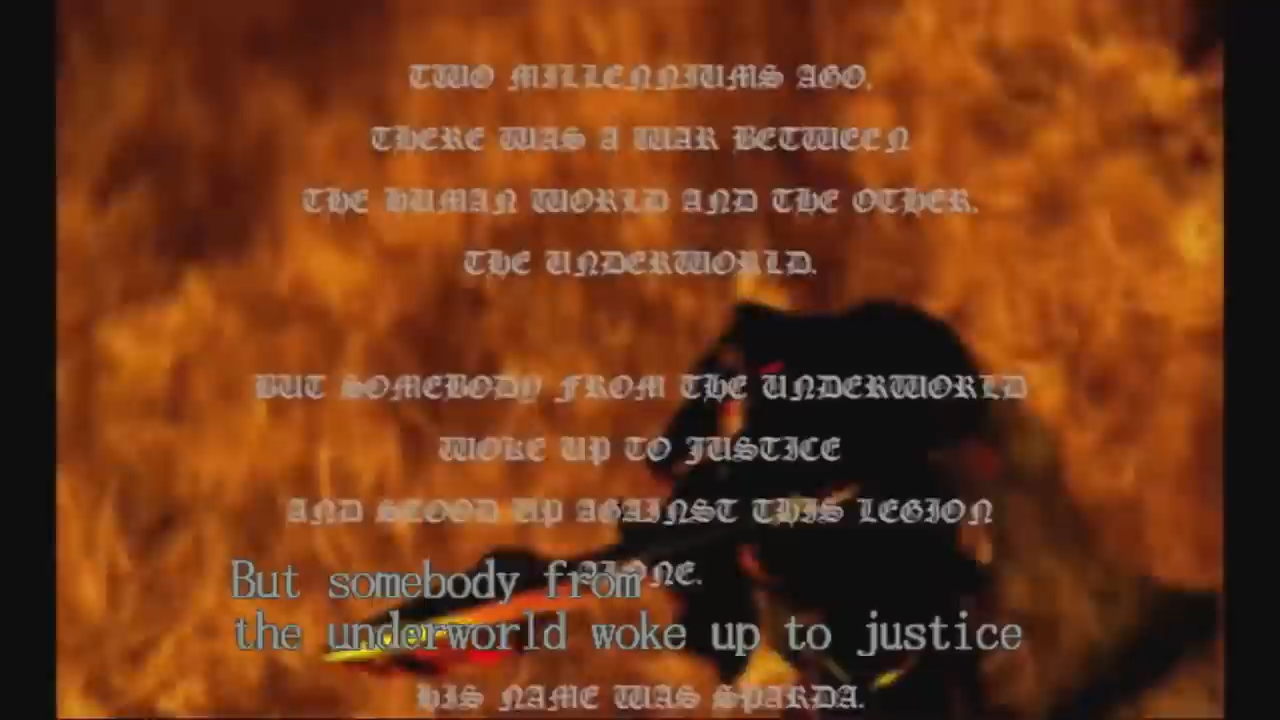 TWO MILLENNIUMS AGO,
THERE WAS A WAR BETWEEN
THE HUMAN WORLD AND THE OTHER,
THE UNDERWORLD.
BUT SOMEBODY FROM THE UNDERWORLD
WOKE UP TO JUSTICE
AND STOOD UP AGAINST THIS LEGION
ALONE.
But somebody from
the underworld woke up to justice
HIS NAME WAS SPARDA.